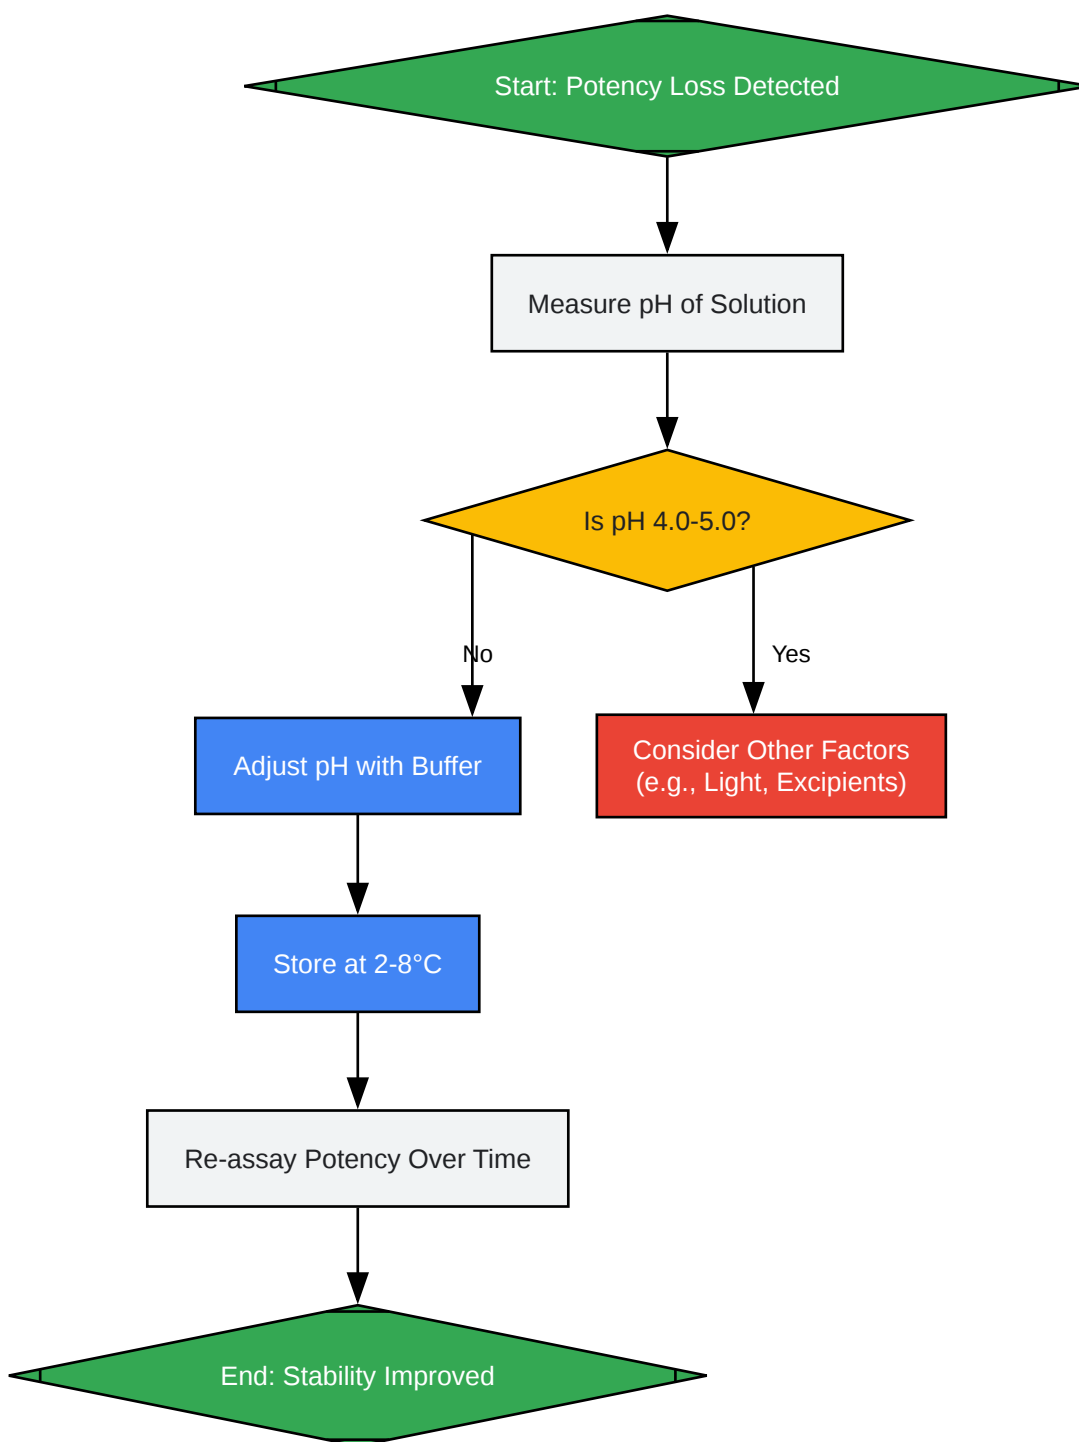 Start: Potency Loss Detected
Measure pH of Solution
Is pH 4.0-5.0?
No
Yes
Adjust pH with Buffer
Consider Other Factors
(e.g., Light, Excipients)
Store at 2-8°C
Re-assay Potency Over Time
End: Stability Improved